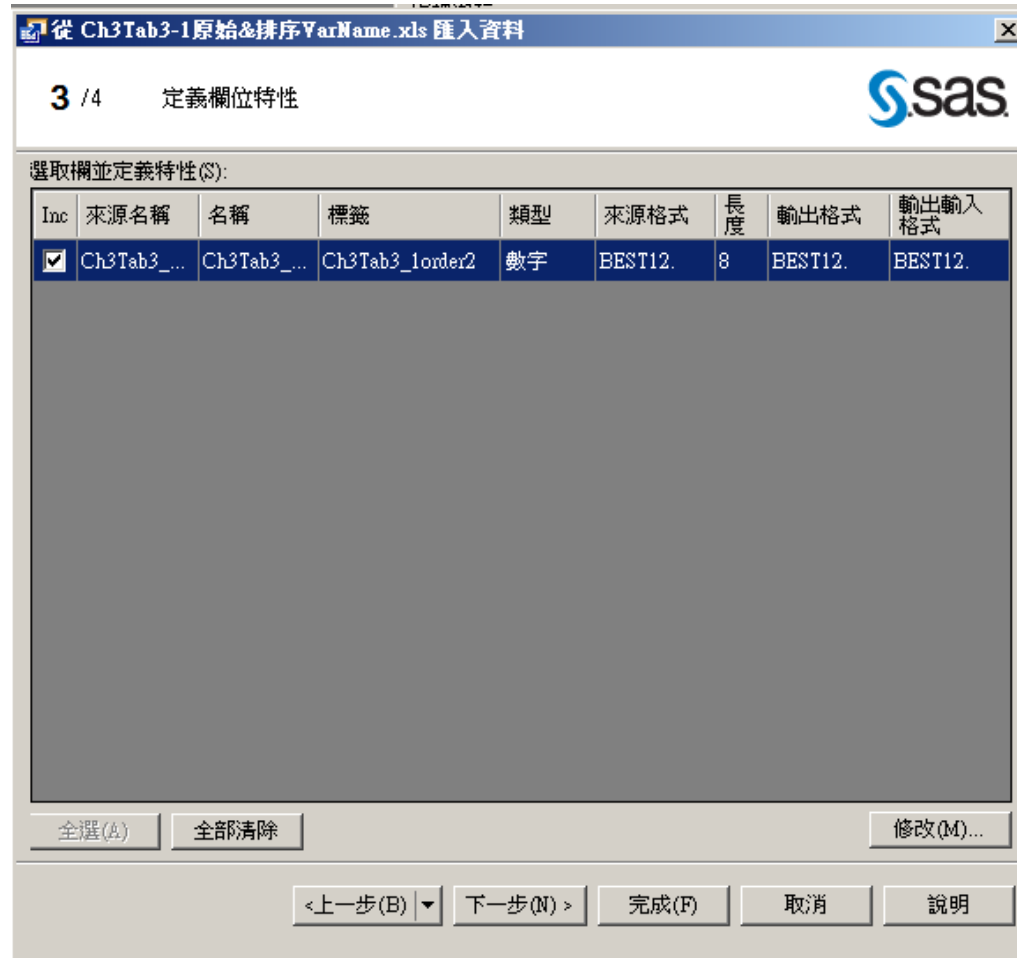 從 Ch3Tab3-1原始&排序VarName.xls 匯入資料
3 /4 定義欄位特性
sas
選取欄並定義特性(S):
Inc 來源名稱 名稱 標籤 類型 來源格式 長度 輸出格式 輸出輸入格式
Ch3Tab3_... Ch3Tab3_... Ch3Tab3_1order2 數字 BEST12. 8 BEST12. BEST12.
全選(A) 全部清除 修改(M)...
<上一步(B) 下一步(N) > 完成(F) 取消 說明